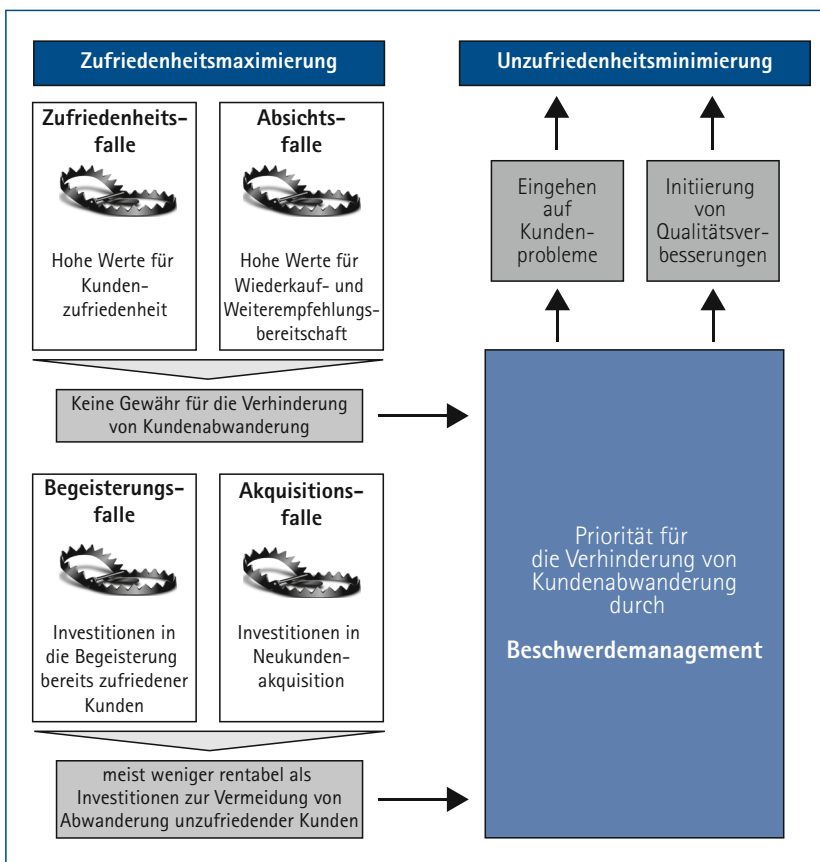 Zufriedenheitsmaximierung
Zufriedenheits-
falle
Hohe Werte für
Kunden-
zufriedenheit
Absichts-
falle
Hohe Werte für
Wiederkauf- und
Weiterempfehlungs-
bereitschaft
Keine Gewähr für die Verhinderung
von Kundenabwanderung
Begeisterungs-
falle
Investitionen in
die Begeisterung
bereits zufriedener
Kunden
Akquisitions-
falle
Investitionen in
Neukunden-
akquisition
meist weniger rentabel als
Investitionen zur Vermeidung von
Abwanderung unzufriedender Kunden
Unzufriedenheitsminimierung
Eingehen
auf
Kunden-
probleme
Initiierung
von
Qualitätsver-
besserungen
Priorität für
die Verhinderung von
Kundenabwanderung
durch
Beschwerdemanagement